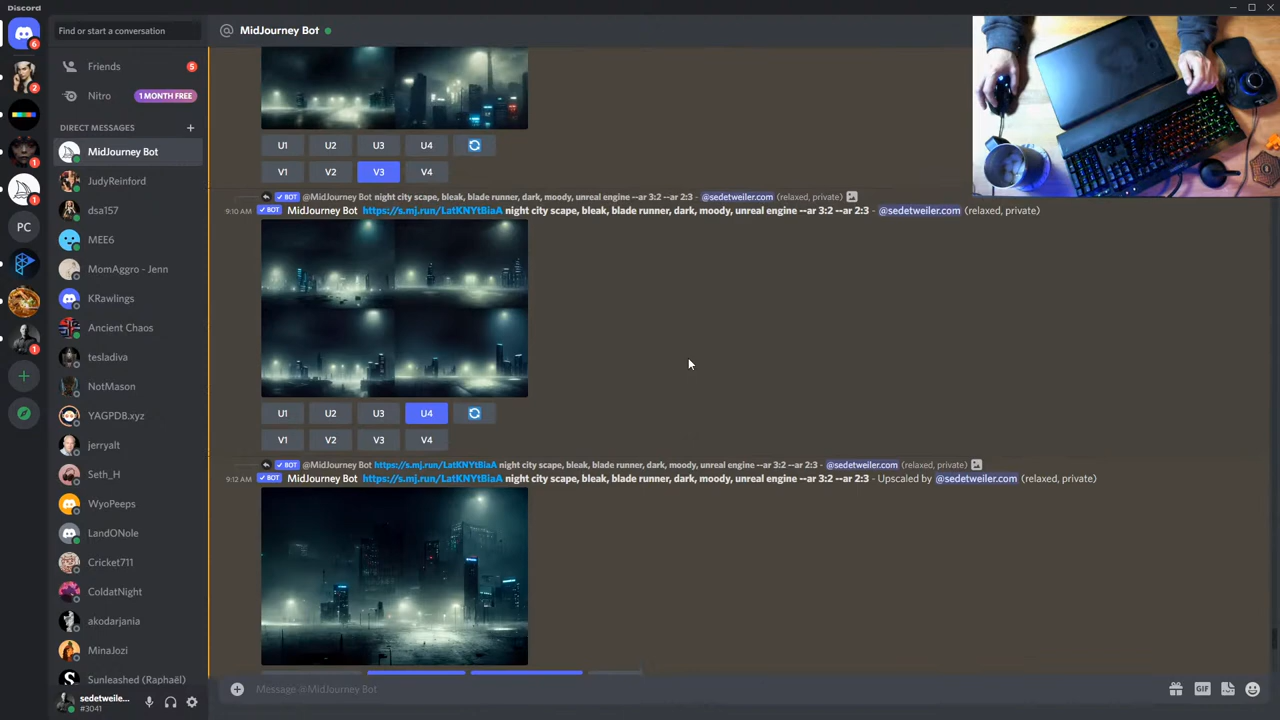 Discord
Find or start a conversation
Friends
5
Nitro
1 MONTH FREE
DIRECT MESSAGES
MidJourney Bot
JudyReinford
dsa157
MEE6
MomAggro - Jenn
KRawlings
Ancient Chaos
tesladiva
NotMason
YAGPDB.xyz
jerryalt
Seth_H
WyoPeeps
LandONole
Cricket711
ColdatNight
akodarjania
MinaJozi
Sunleashed (Raphaël)
sedetweile...
#3041
6
2
1
1
PC
1
MidJourney Bot
U1 U2 U3 U4
V1 V2 V3 V4
BOT @MidJourney Bot night city scape, bleak, blade runner, dark, moody, unreal engine --ar 3:2 --ar 2:3 - @sedetweiler.com (relaxed, private)
9:10 AM BOT MidJourney Bot https://s.mj.run/LatKNYtBiaA night city scape, bleak, blade runner, dark, moody, unreal engine --ar 3:2 --ar 2:3 - @sedetweiler.com (relaxed, private)
U1 U2 U3 U4
V1 V2 V3 V4
BOT @MidJourney Bot https://s.mj.run/LatKNYtBiaA night city scape, bleak, blade runner, dark, moody, unreal engine --ar 3:2 --ar 2:3 - @sedetweiler.com (relaxed, private)
9:12 AM BOT MidJourney Bot https://s.mj.run/LatKNYtBiaA night city scape, bleak, blade runner, dark, moody, unreal engine --ar 3:2 --ar 2:3 - Upscaled by @sedetweiler.com (relaxed, private)
Message @MidJourney Bot
GIF